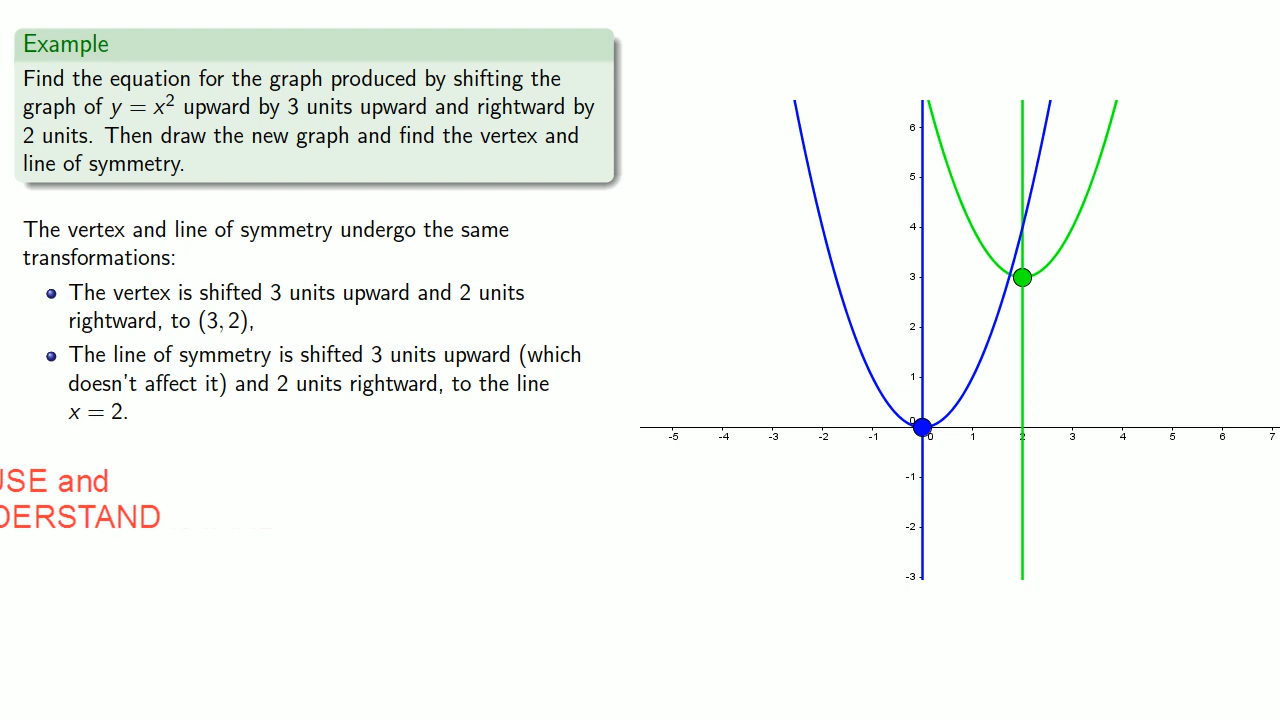 Example
Find the equation for the graph produced by shifting the
graph of y = x² upward by 3 units upward and rightward by
2 units. Then draw the new graph and find the vertex and
line of symmetry.
The vertex and line of symmetry undergo the same
transformations:
The vertex is shifted 3 units upward and 2 units
rightward, to (3, 2),
The line of symmetry is shifted 3 units upward (which
doesn't affect it) and 2 units rightward, to the line
x = 2.
USE and
DERSTAND
6
5
4
3
2
1
0
-5 -4 -3 -2 -1 0 1 2 3 4 5 6 7
-1
-2
-3